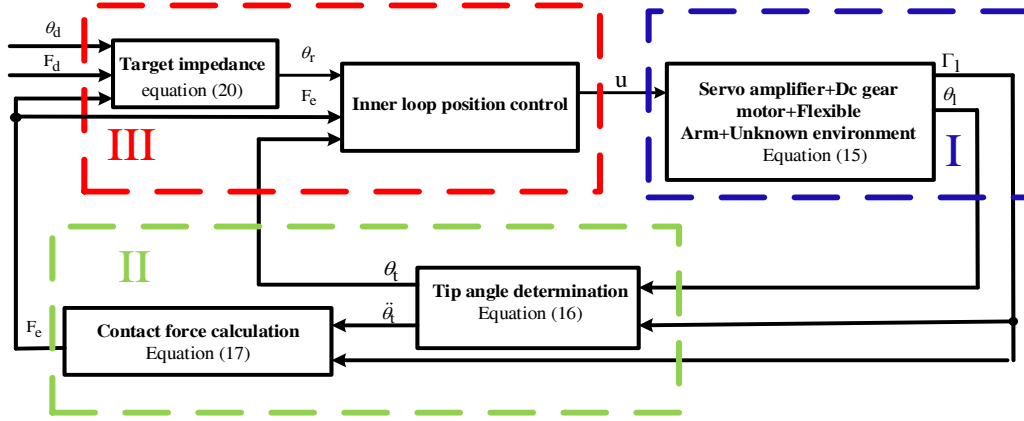 θd
Fd
Target impedance
equation (20)
θr
Fe
Inner loop position control
III
u
Servo amplifier+Dc gear
motor+Flexible
Arm+Unknown environment
Equation (15)
Γl
θl
I
II
θt
θ̈t
Tip angle determination
Equation (16)
Fe
Contact force calculation
Equation (17)